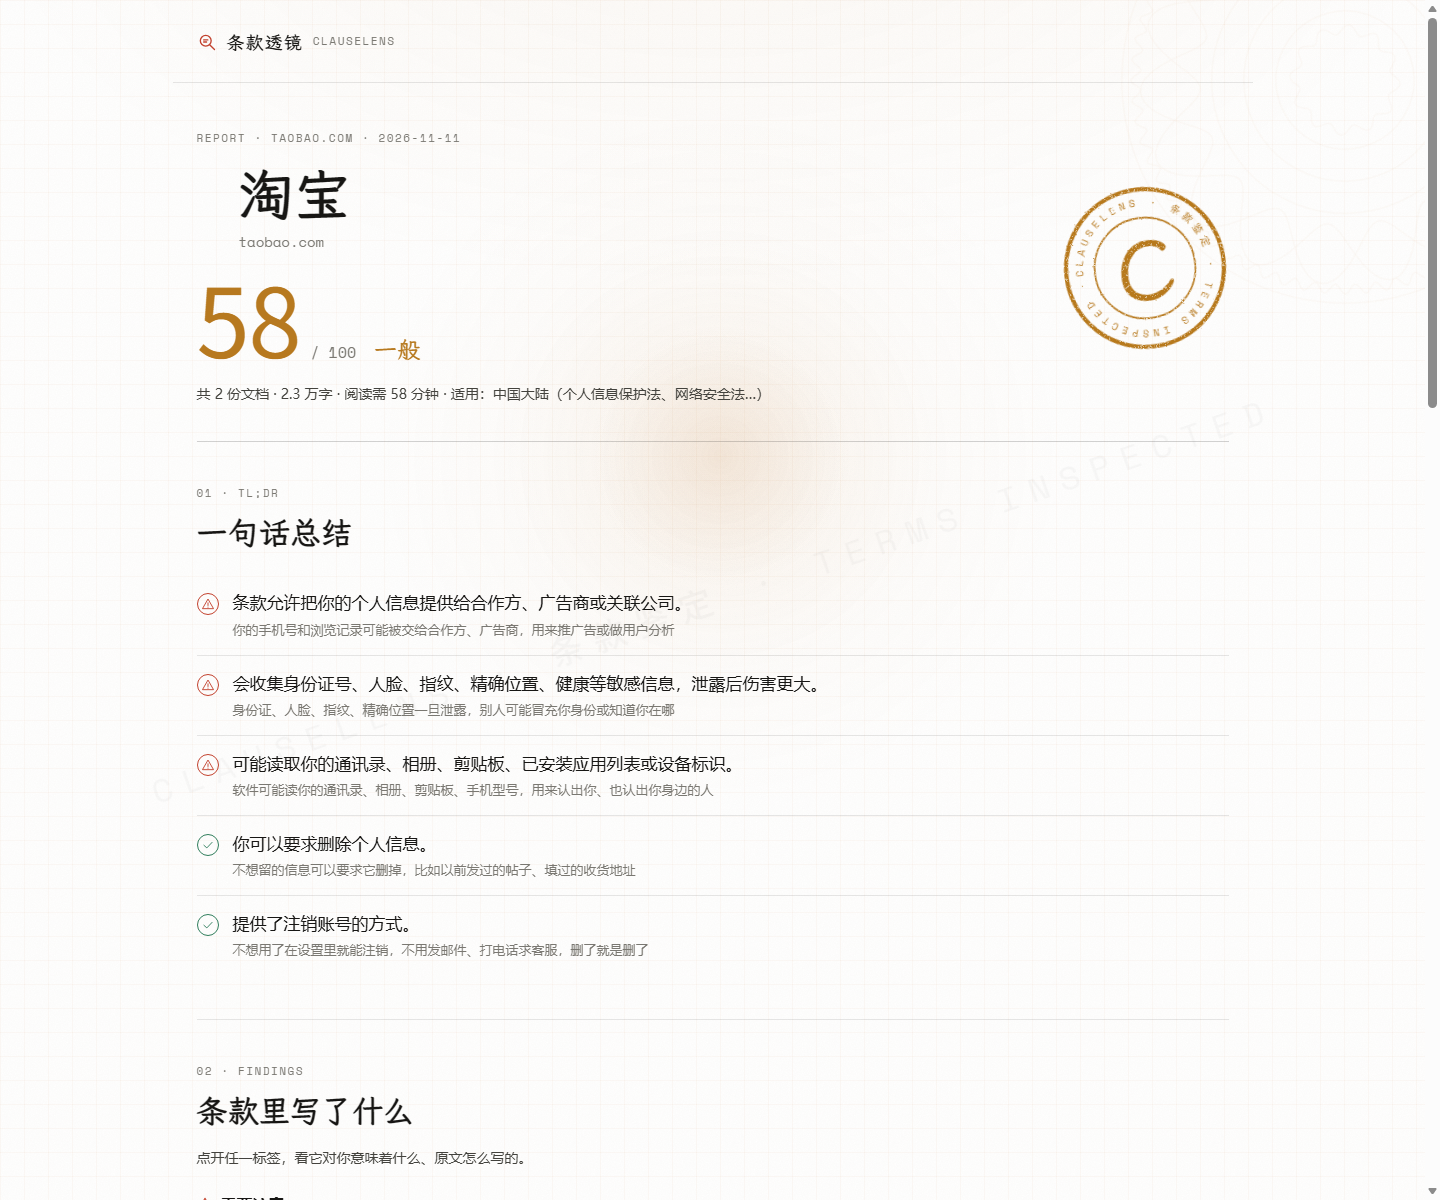 条款透镜 CLAUSELENS
REPORT · TAOBAO.COM · 2026-11-11
淘宝
taobao.com
58 / 100 一般
共 2 份文档 · 2.3 万字 · 阅读需 58 分钟 · 适用：中国大陆（个人信息保护法、网络安全法...）
CLAUSELENS · 条款鉴定 · TERMS INSPECTED ·
C
01 · TL;DR
一句话总结
条款允许把你的个人信息提供给合作方、广告商或关联公司。
你的手机号和浏览记录可能被交给合作方、广告商，用来推广告或做用户分析
会收集身份证号、人脸、指纹、精确位置、健康等敏感信息，泄露后伤害更大。
身份证、人脸、指纹、精确位置一旦泄露，别人可能冒充你身份或知道你在哪
可能读取你的通讯录、相册、剪贴板、已安装应用列表或设备标识。
软件可能读你的通讯录、相册、剪贴板、手机型号，用来认出你、也认出你身边的人
你可以要求删除个人信息。
不想留的信息可以要求它删掉，比如以前发过的帖子、填过的收货地址
提供了注销账号的方式。
不想用了在设置里就能注销，不用发邮件、打电话求客服，删了就是删了
02 · FINDINGS
条款里写了什么
点开任一标签，看它对你意味着什么、原文怎么写的。